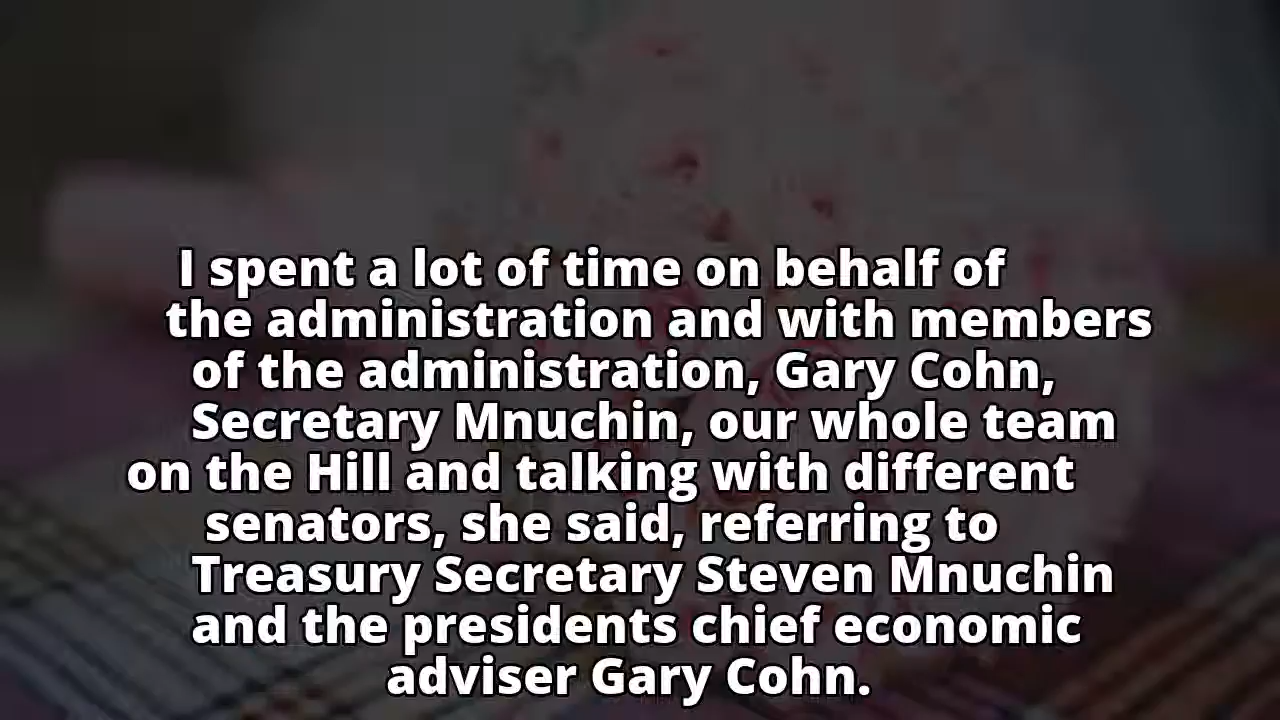 I spent a lot of time on behalf of
the administration and with members
of the administration, Gary Cohn,
Secretary Mnuchin, our whole team
on the Hill and talking with different
senators, she said, referring to
Treasury Secretary Steven Mnuchin
and the presidents chief economic
adviser Gary Cohn.